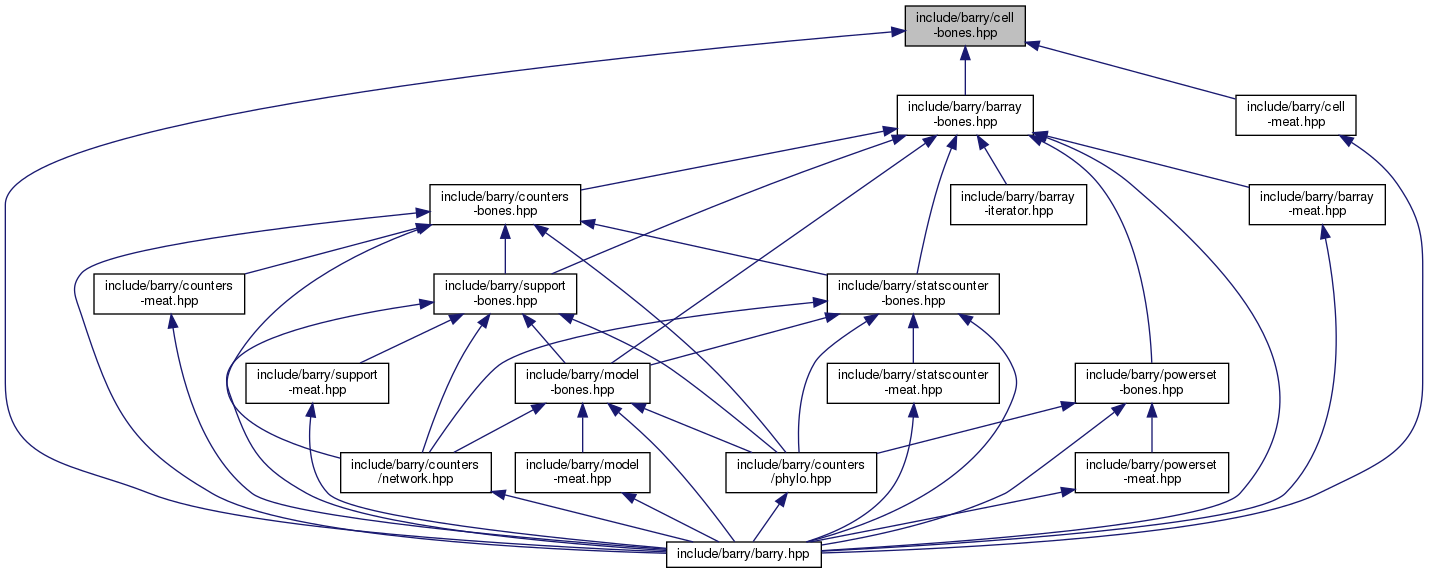 include/barry/cell
-bones.hpp
include/barry/barray
-bones.hpp
include/barry/cell
-meat.hpp
include/barry/counters
-bones.hpp
include/barry/barray
-iterator.hpp
include/barry/barray
-meat.hpp
include/barry/counters
-meat.hpp
include/barry/support
-bones.hpp
include/barry/statscounter
-bones.hpp
include/barry/support
-meat.hpp
include/barry/model
-bones.hpp
include/barry/statscounter
-meat.hpp
include/barry/powerset
-bones.hpp
include/barry/counters
/network.hpp
include/barry/model
-meat.hpp
include/barry/counters
/phylo.hpp
include/barry/powerset
-meat.hpp
include/barry/barry.hpp